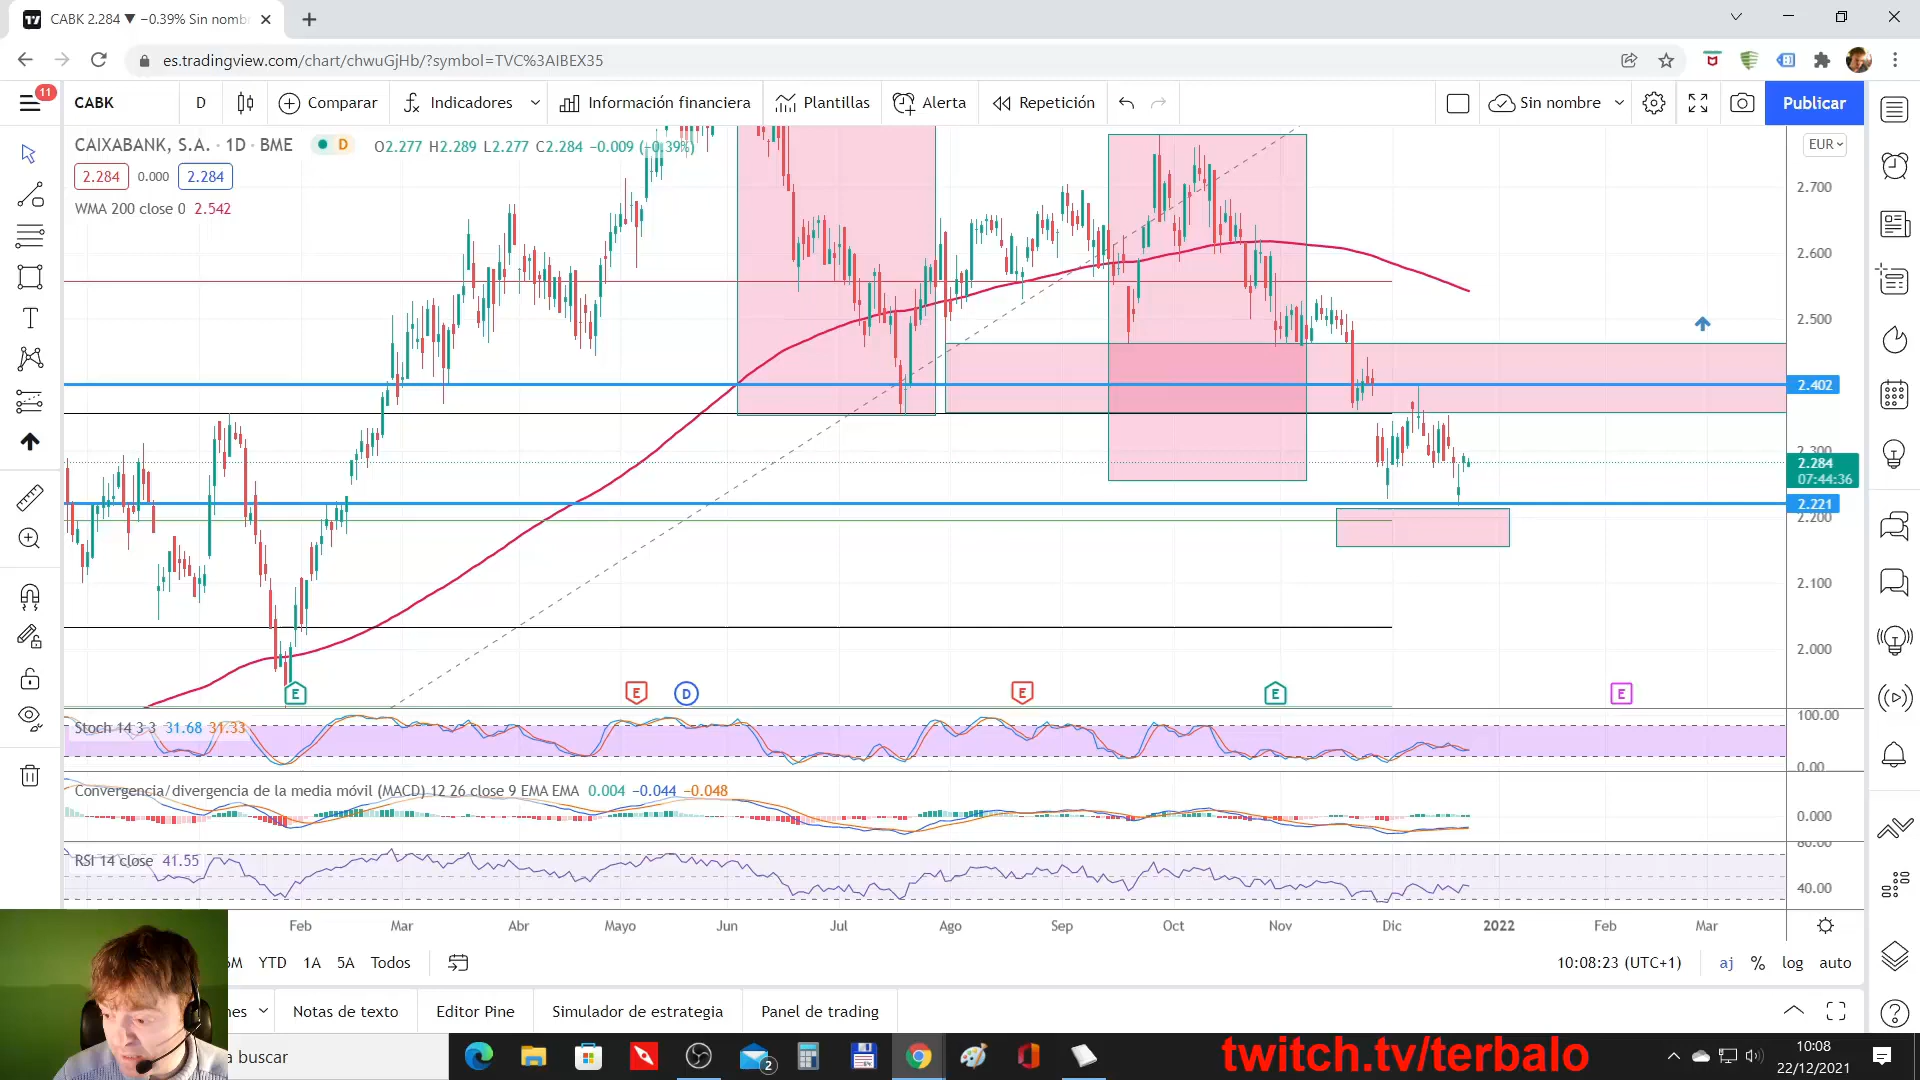 CABK 2.284 ▼ −0.39% Sin nomb
es.tradingview.com/chart/chwuGjHb/?symbol=TVC%3AIBEX35
11
CABK
D
Comparar
Indicadores
Información financiera
Plantillas
Alerta
Repetición
Sin nombre
Publicar
CAIXABANK, S.A. · 1D · BME
D
O2.277 H2.289 L2.277 C2.284 −0.009 (−0.39%)
EUR
2.284
0.000
2.284
WMA 200 close 0 2.542
2.700
2.600
2.500
2.402
2.300
2.284
07:44:36
2.221
2.200
2.100
2.000
E
E
D
E
E
E
Stoch 14 3 3 31.68 31.33
100.00
0.00
Convergencia/divergencia de la media móvil (MACD) 12 26 close 9 EMA EMA 0.004 −0.044 −0.048
0.000
RSI 14 close 41.55
80.00
40.00
Feb
Mar
Abr
Mayo
Jun
Jul
Ago
Sep
Oct
Nov
Dic
2022
Feb
Mar
6M
YTD
1A
5A
Todos
10:08:23 (UTC+1)
aj
%
log
auto
nes
Notas de texto
Editor Pine
Simulador de estrategia
Panel de trading
a buscar
2
twitch.tv/terbalo
10:08
22/12/2021